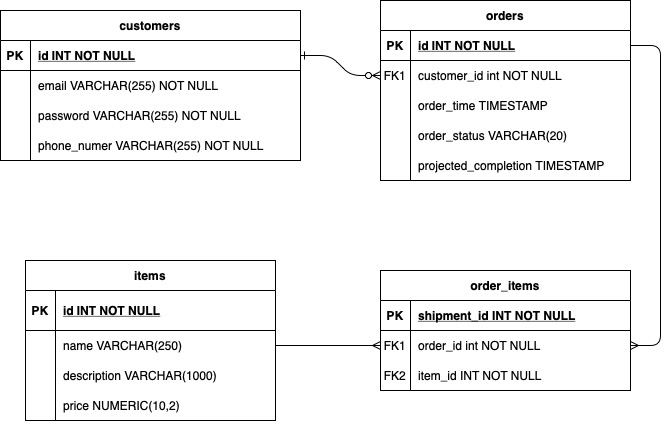 customers
PK id INT NOT NULL
email VARCHAR(255) NOT NULL
password VARCHAR(255) NOT NULL
phone_numer VARCHAR(255) NOT NULL
orders
PK id INT NOT NULL
FK1 customer_id int NOT NULL
order_time TIMESTAMP
order_status VARCHAR(20)
projected_completion TIMESTAMP
items
PK id INT NOT NULL
name VARCHAR(250)
description VARCHAR(1000)
price NUMERIC(10,2)
order_items
PK shipment_id INT NOT NULL
FK1 order_id int NOT NULL
FK2 item_id INT NOT NULL